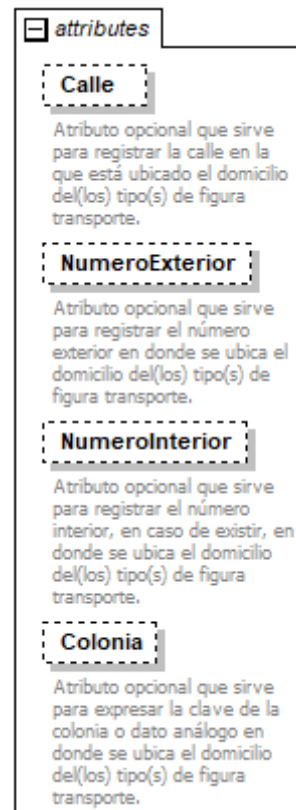 attributes
Calle
Atributo opcional que sirve
para registrar la calle en la
que está ubicado el domicilio
del(los) tipo(s) de figura
transporte.
NumeroExterior
Atributo opcional que sirve
para registrar el número
exterior en donde se ubica el
domicilio del(los) tipo(s) de
figura transporte.
NumeroInterior
Atributo opcional que sirve
para registrar el número
interior, en caso de existir, en
donde se ubica el domicilio
del(los) tipo(s) de figura
transporte.
Colonia
Atributo opcional que sirve
para expresar la clave de la
colonia o dato análogo en
donde se ubica el domicilio
del(los) tipo(s) de figura
transporte.